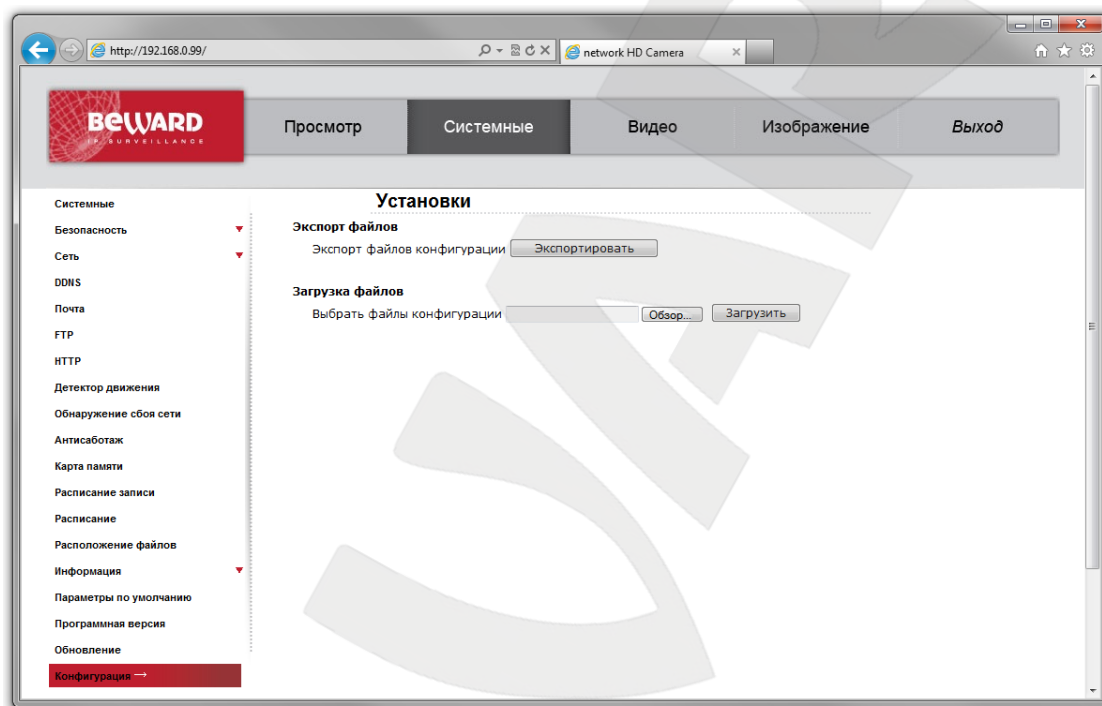 http://192.168.0.99/
network HD Camera
BEWARD
IP SURVEILLANCE
Просмотр
Системные
Видео
Изображение
Выход
Системные
Безопасность
Сеть
DDNS
Почта
FTP
HTTP
Детектор движения
Обнаружение сбоя сети
Антисаботаж
Карта памяти
Расписание записи
Расписание
Расположение файлов
Информация
Параметры по умолчанию
Программная версия
Обновление
Конфигурация →
Установки
Экспорт файлов
Экспорт файлов конфигурации Экспортировать
Загрузка файлов
Выбрать файлы конфигурации Обзор... Загрузить